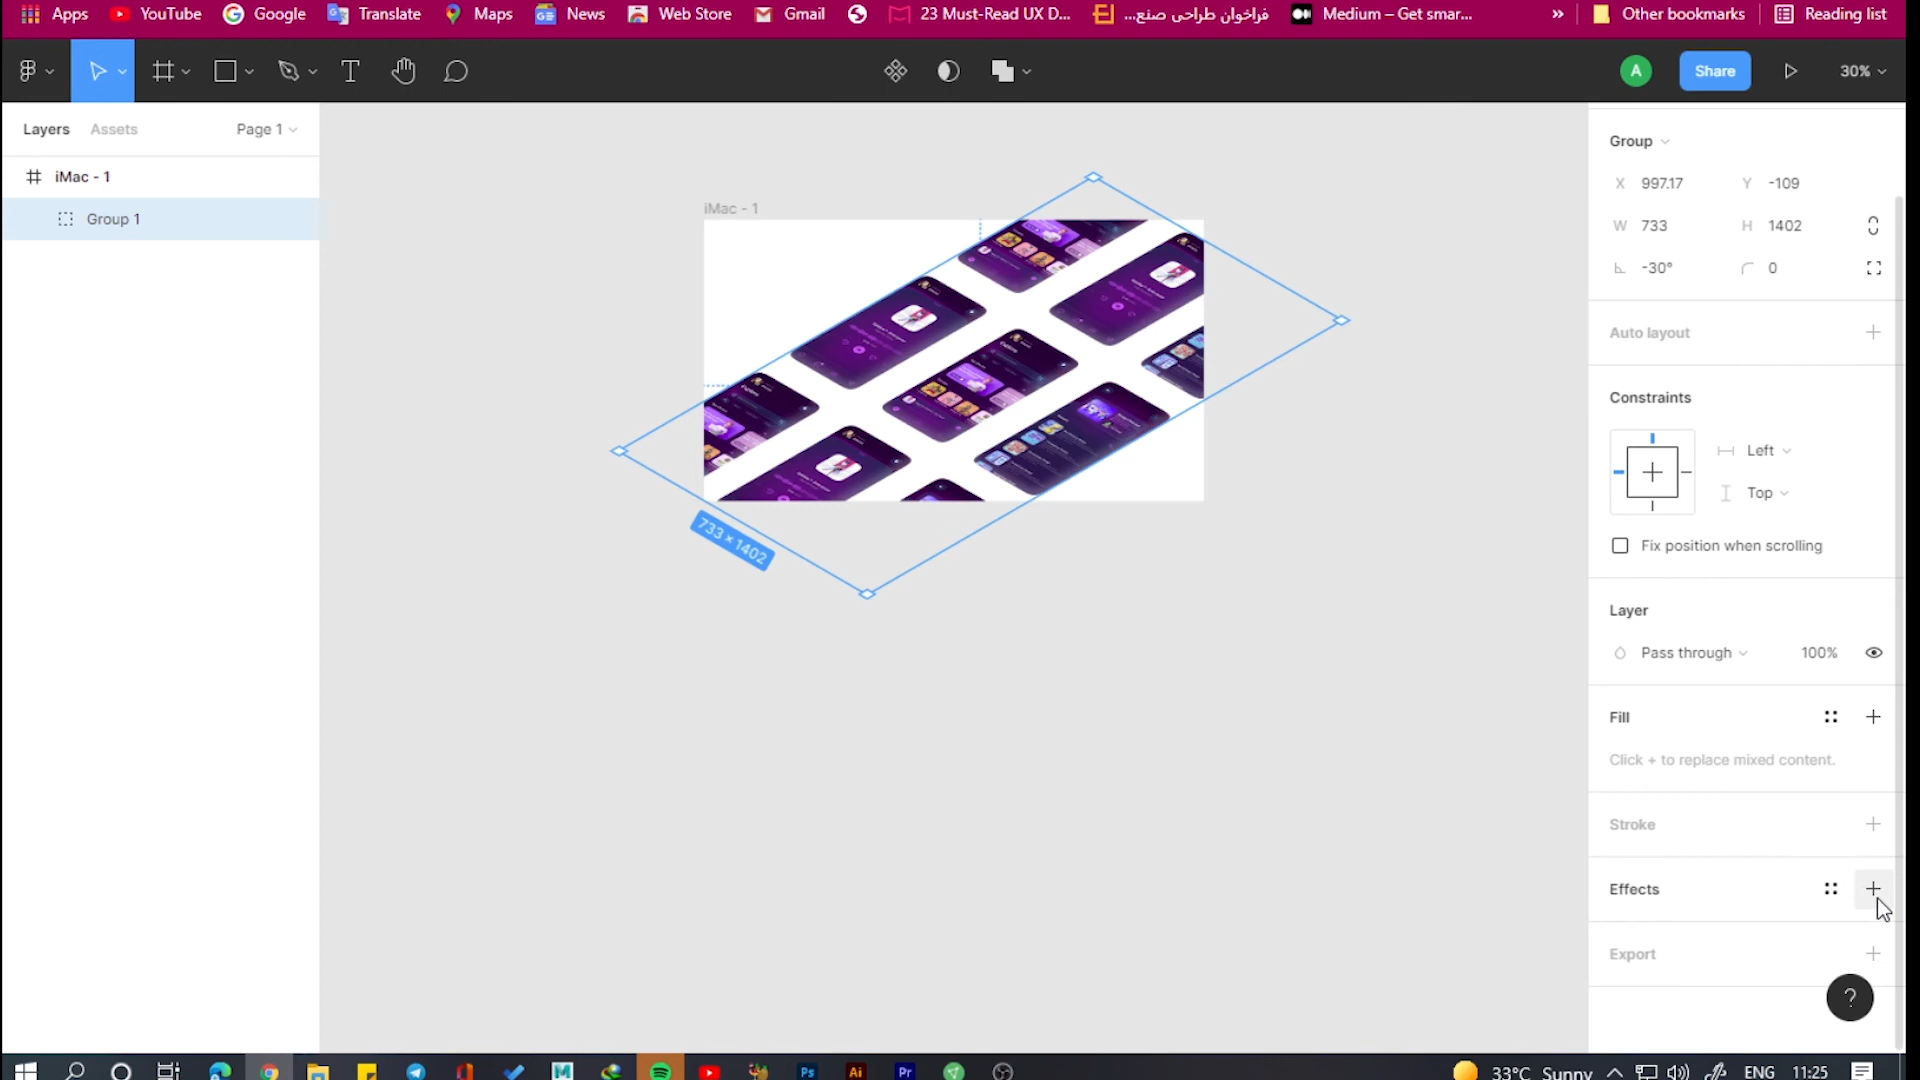 Apps YouTube Google Translate Maps News Web Store Gmail 23 Must-Read UX D... فراخوان طراحی صنع... Medium – Get smar... » Other bookmarks Reading list
T A Share 30%
Layers Assets Page 1
iMac - 1
Group 1
iMac - 1
733 × 1402
Group
X 997.17 Y -109
W 733 H 1402
-30° 0
Auto layout
Constraints
Left
Top
Fix position when scrolling
Layer
Pass through 100%
Fill
Click + to replace mixed content.
Stroke
Effects
Export
?
M Ps Ai Pr 33°C Sunny ENG 11:25